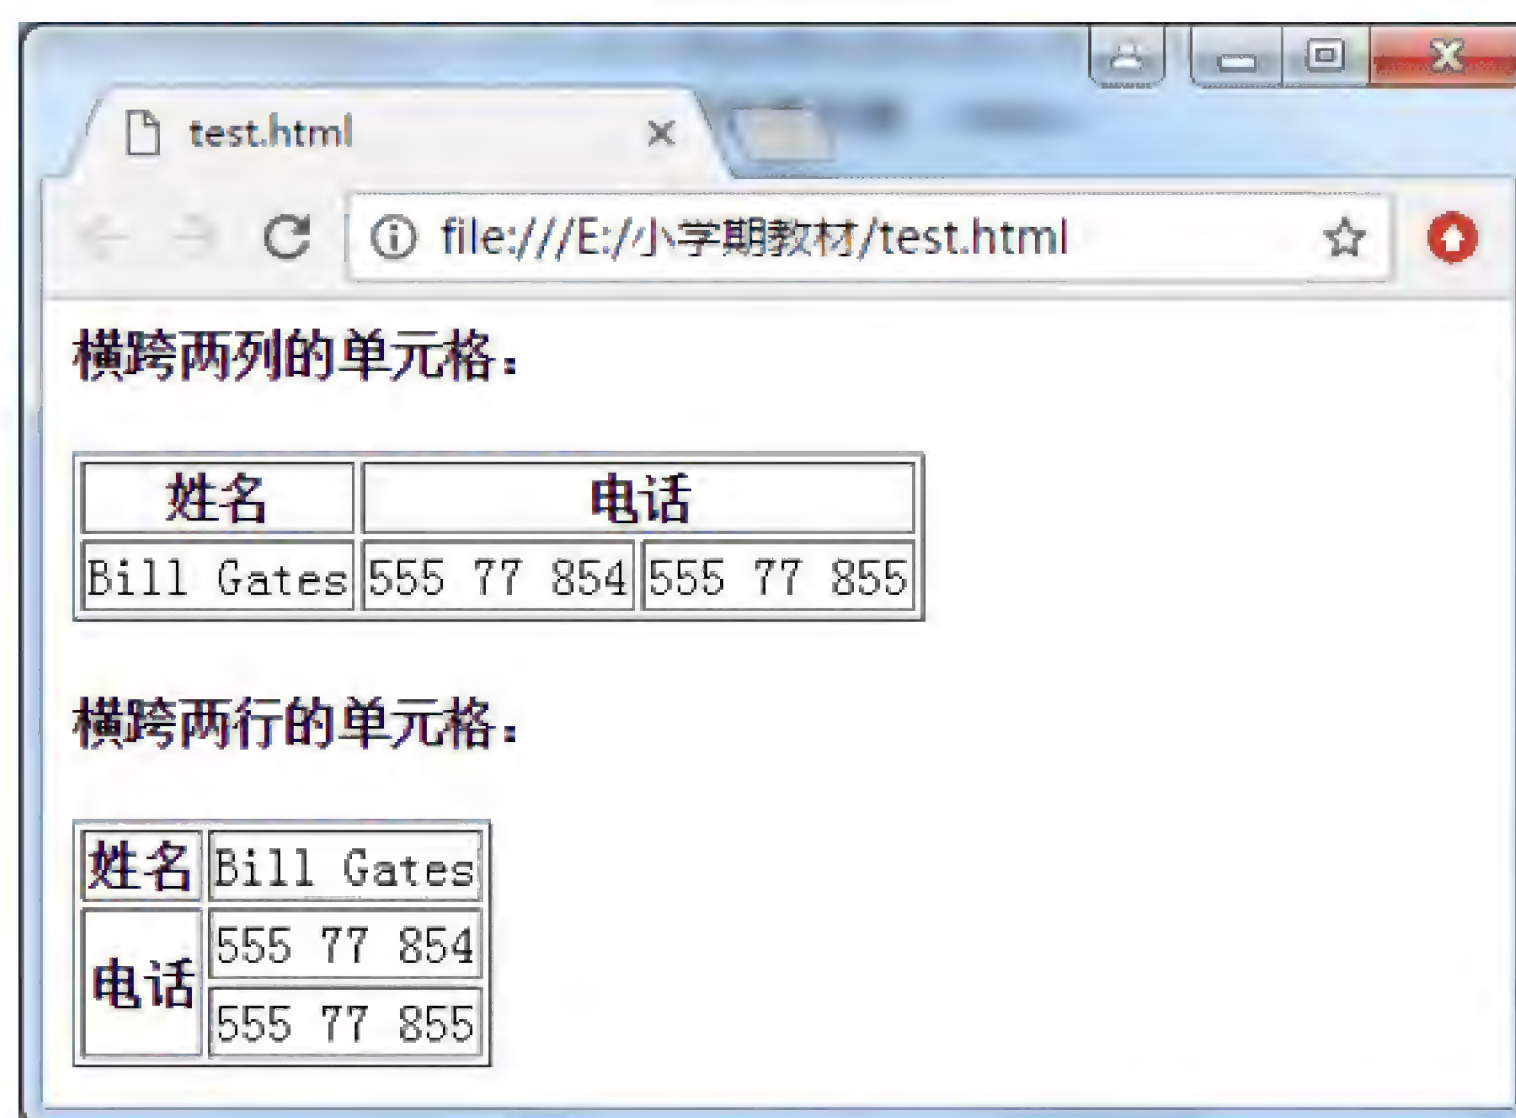 test.html
file:///E:/小学期教材/test.html
横跨两列的单元格：
姓名 电话
Bill Gates 555 77 854 555 77 855
横跨两行的单元格：
姓名 Bill Gates
电话 555 77 854
555 77 855